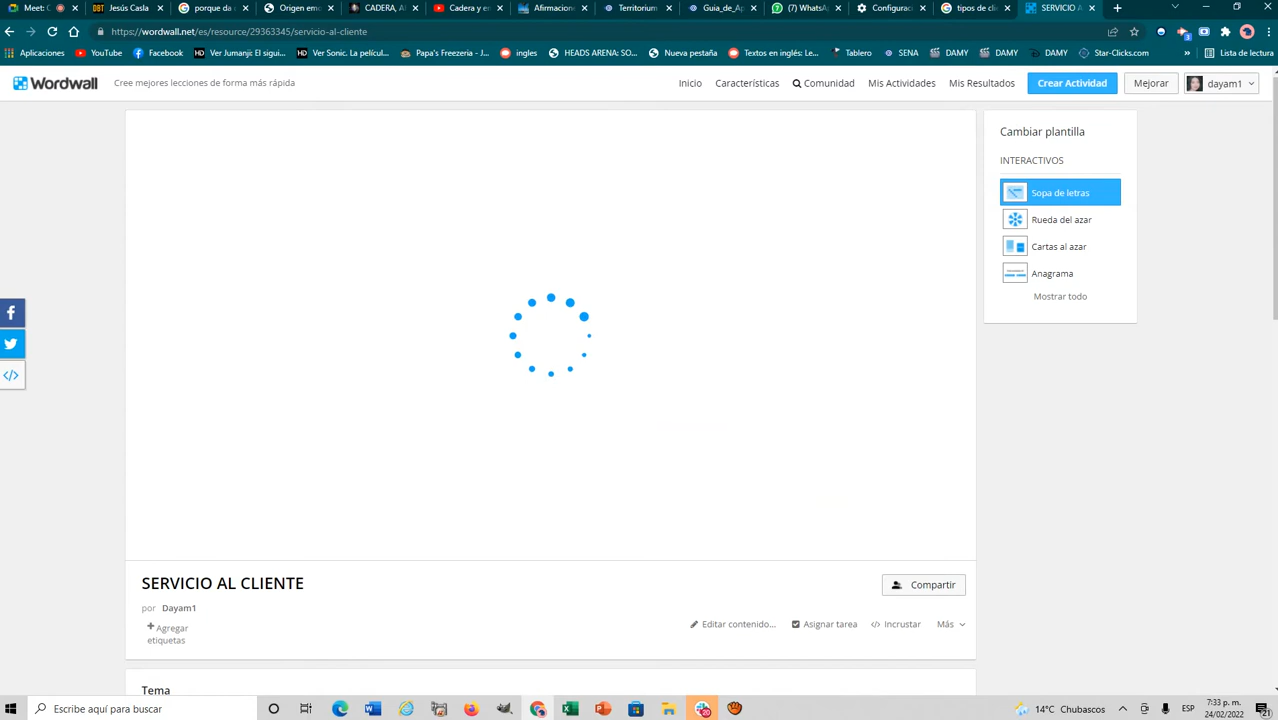 Meet: C
Jesús Casla
porque da
Origen emo
CADERA, A
Cadera y er
Afirmacione
Territorium
Guia_de_Ap
(7) WhatsA
Configurac
tipos de clie
SERVICIO A
https://wordwall.net/es/resource/29363345/servicio-al-cliente
Aplicaciones
YouTube
Facebook
Jumanji: El sigui...
Ver Sonic. La pelícu...
Papa's Freezeria - J...
ingles
HEADS ARENA: SO...
Nueva pestaña
Textos en inglés: Le...
Tablero
SENA
DAMY
DAMY
DAMY
Star-Clicks.com
»
Lista de lectura
Wordwall
Cree mejores lecciones de forma más rápida
Inicio
Características
Comunidad
Mis Actividades
Mis Resultados
Crear Actividad
Mejorar
dayam1
Cambiar plantilla
INTERACTIVOS
Sopa de letras
Rueda del azar
Cartas al azar
Anagrama
Mostrar todo
SERVICIO AL CLIENTE
Compartir
por Dayam1
+ Agregar
etiquetas
Editar contenido...
Asignar tarea
</> Incrustar
Más
Tema
Escribe aquí para buscar
14°C Chubascos
ESP
7:33 p. m.
24/02/2022